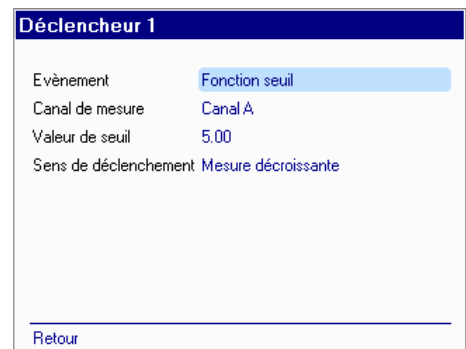 Déclencheur 1
Evènement Fonction seuil
Canal de mesure Canal A
Valeur de seuil 5.00
Sens de déclenchement Mesure décroissante
Retour